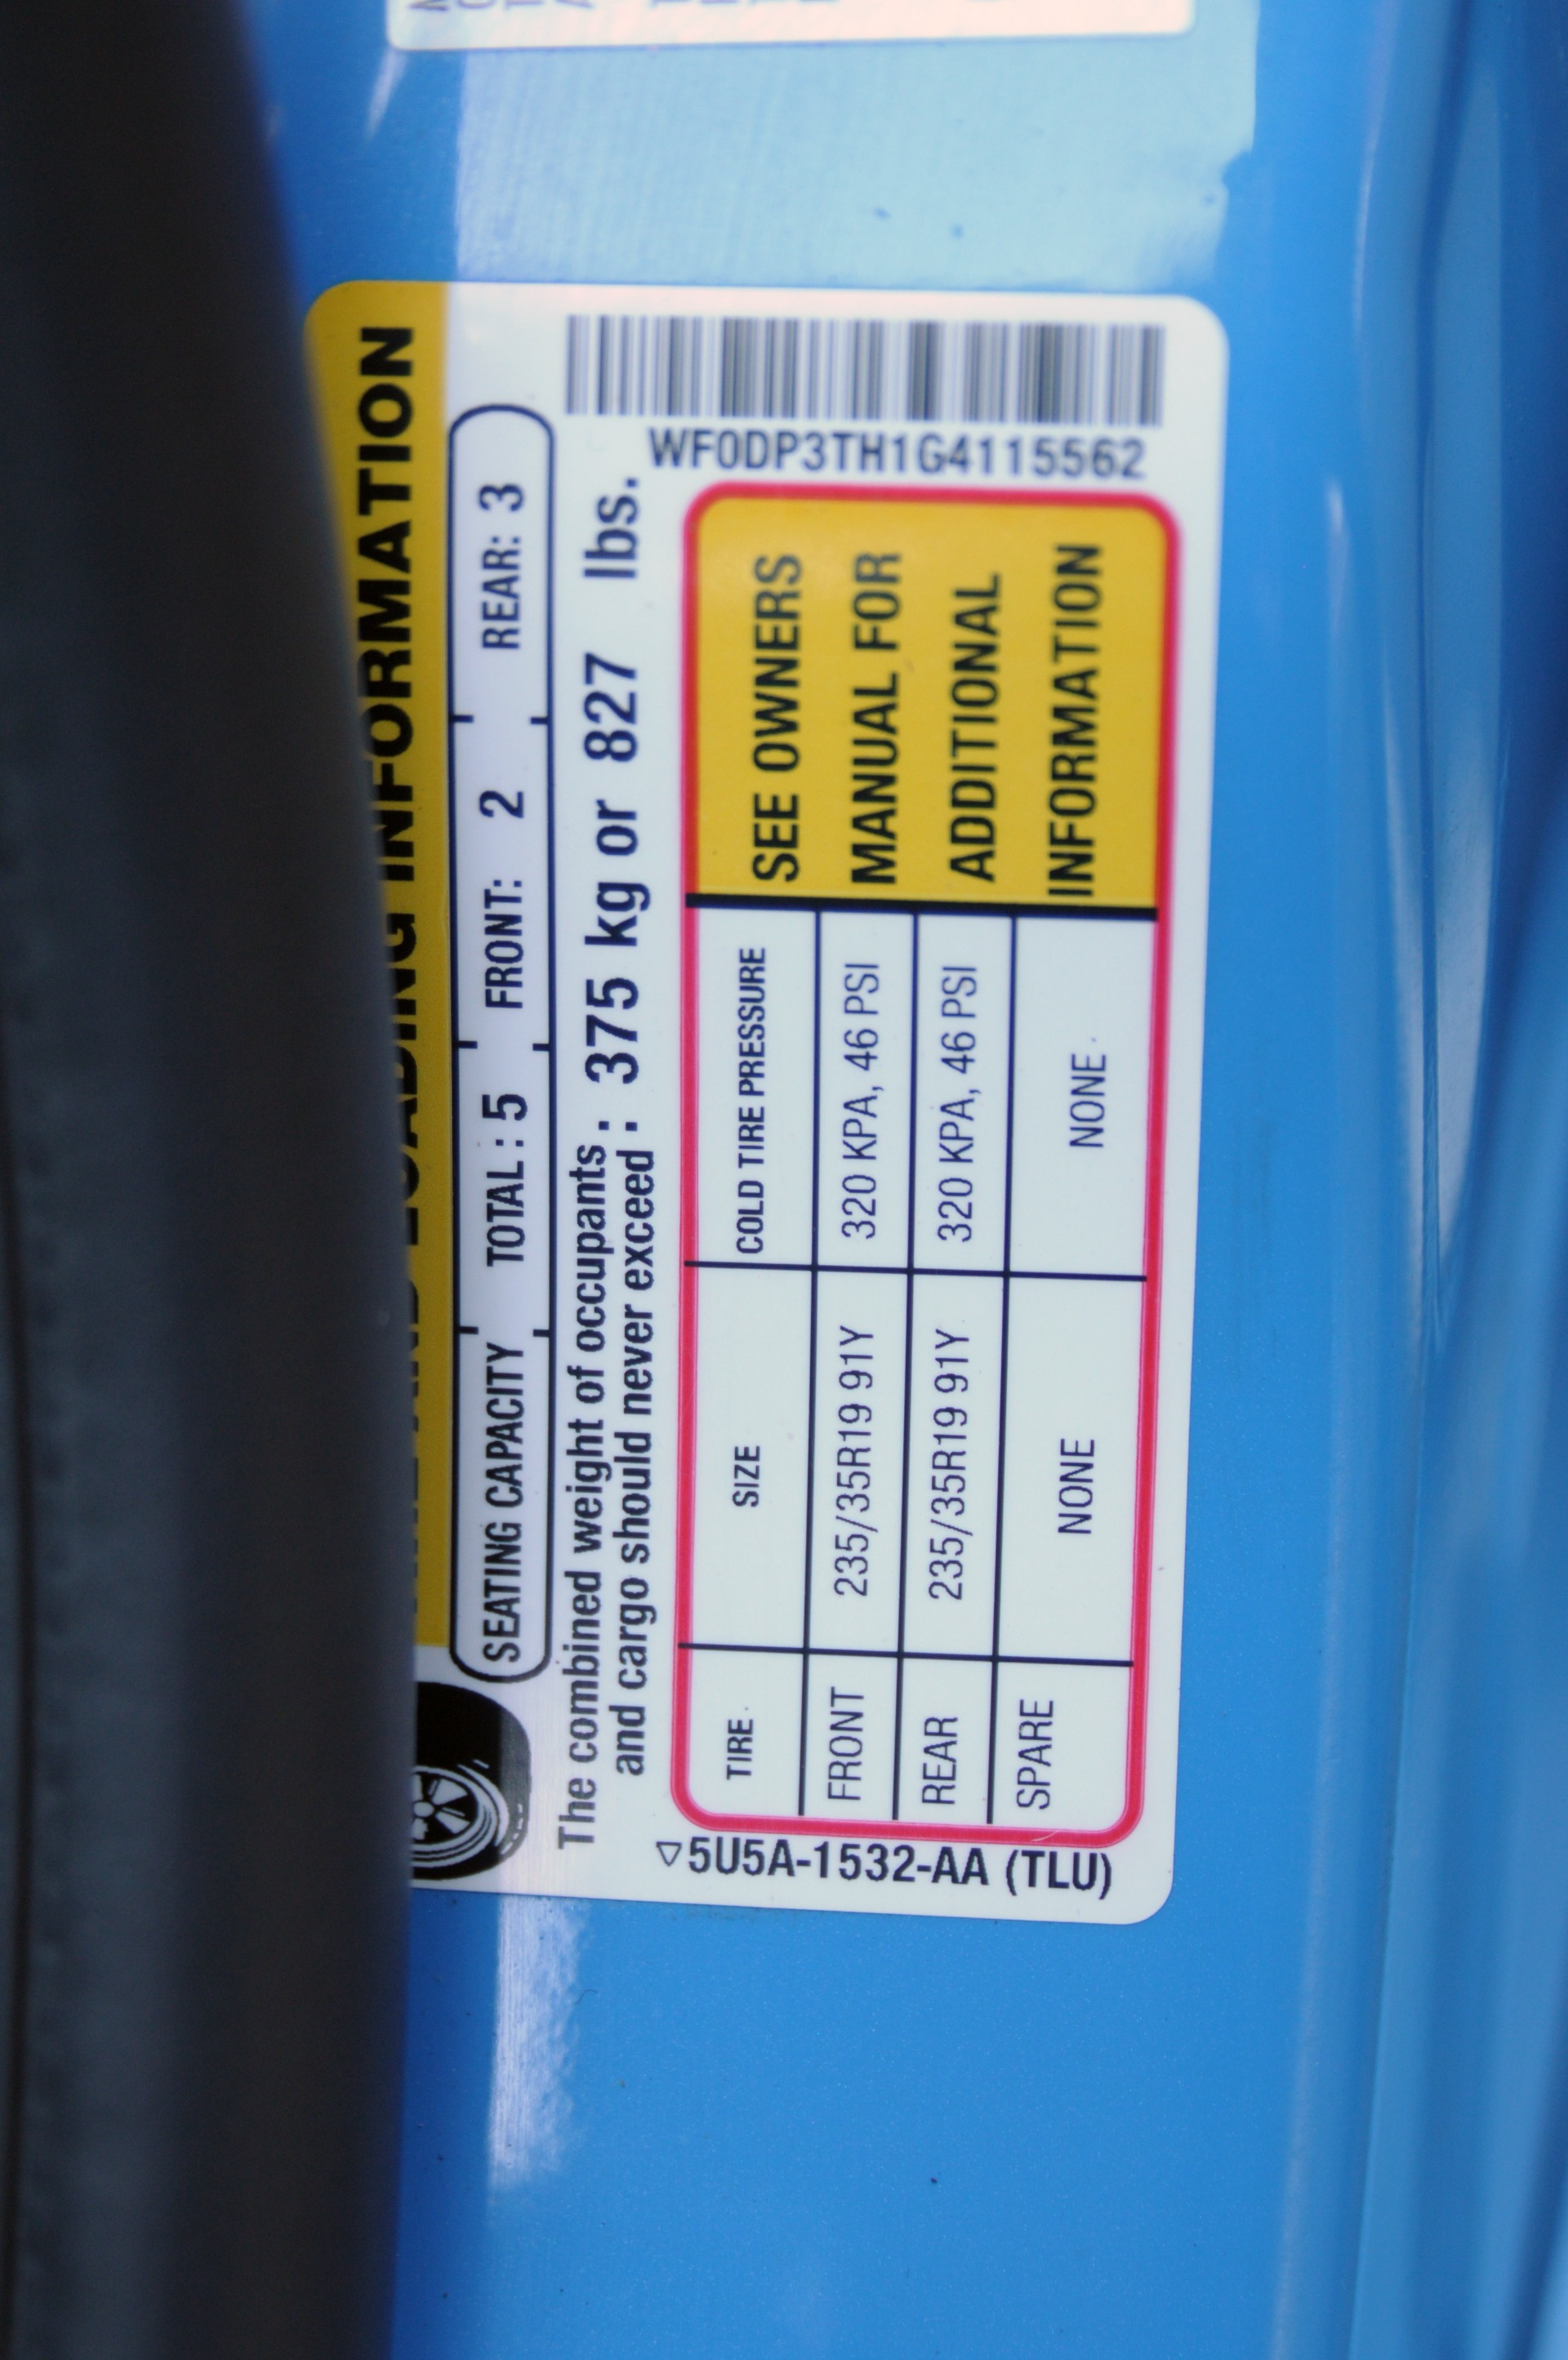 AND LOADING INFORMATION
SEATING CAPACITY TOTAL : 5 FRONT: 2 REAR: 3
The combined weight of occupants :
and cargo should never exceed : 375 kg or 827 lbs.
WF0DP3TH1G4115562
TIRE SIZE COLD TIRE PRESSURE SEE OWNERS
FRONT 235/35R19 91Y 320 KPA, 46 PSI MANUAL FOR
REAR 235/35R19 91Y 320 KPA, 46 PSI ADDITIONAL
SPARE NONE NONE INFORMATION
5U5A-1532-AA (TLU)